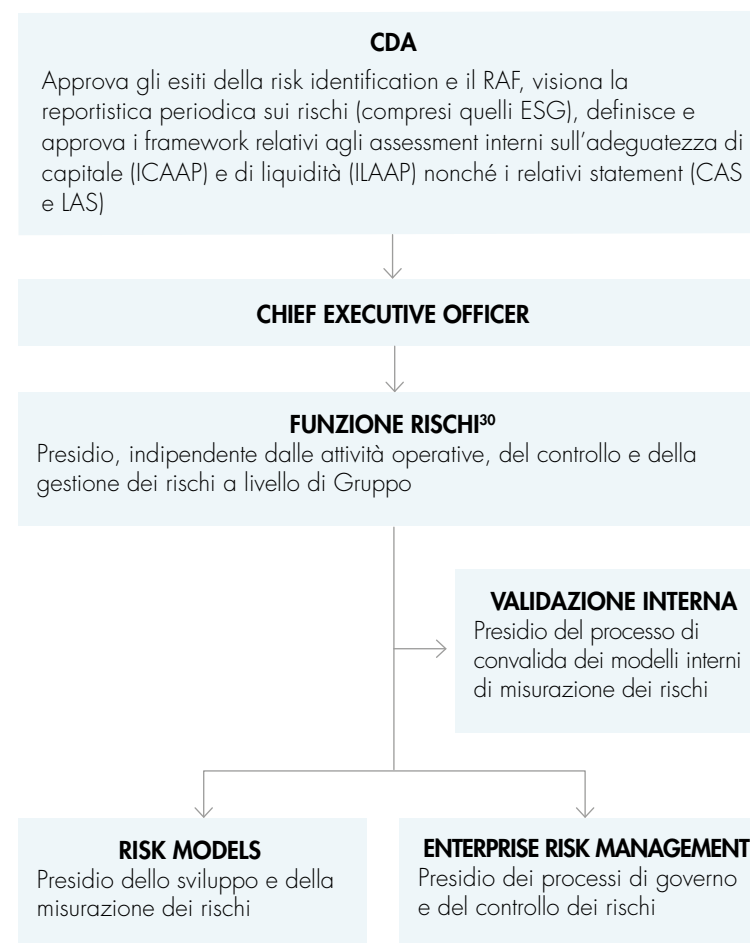 CDA
Approva gli esiti della risk identification e il RAF, visiona la
reportistica periodica sui rischi (compresi quelli ESG), definisce e
approva i framework relativi agli assessment interni sull'adeguatezza di
capitale (ICAAP) e di liquidità (ILAAP) nonché i relativi statement (CAS
e LAS)
CHIEF EXECUTIVE OFFICER
FUNZIONE RISCHI³⁰
Presidio, indipendente dalle attività operative, del controllo e della
gestione dei rischi a livello di Gruppo
VALIDAZIONE INTERNA
Presidio del processo di
convalida dei modelli interni
di misurazione dei rischi
RISK MODELS
Presidio dello sviluppo e della
misurazione dei rischi
ENTERPRISE RISK MANAGEMENT
Presidio dei processi di governo
e del controllo dei rischi